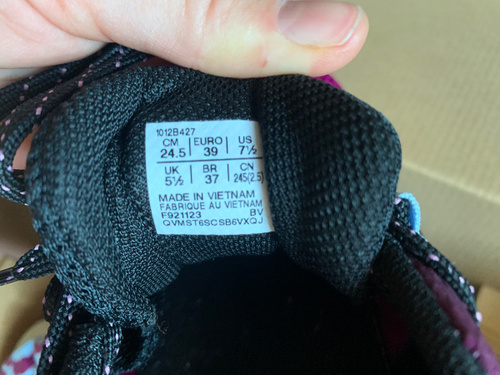 1012B427
CM EURO US
24.5 39 7½
UK BR CN
5½ 37 245(2.5)
MADE IN VIETNAM
FABRIQUE AU VIETNAM
F921123 BV
QVMST6SCSB6VXQJ